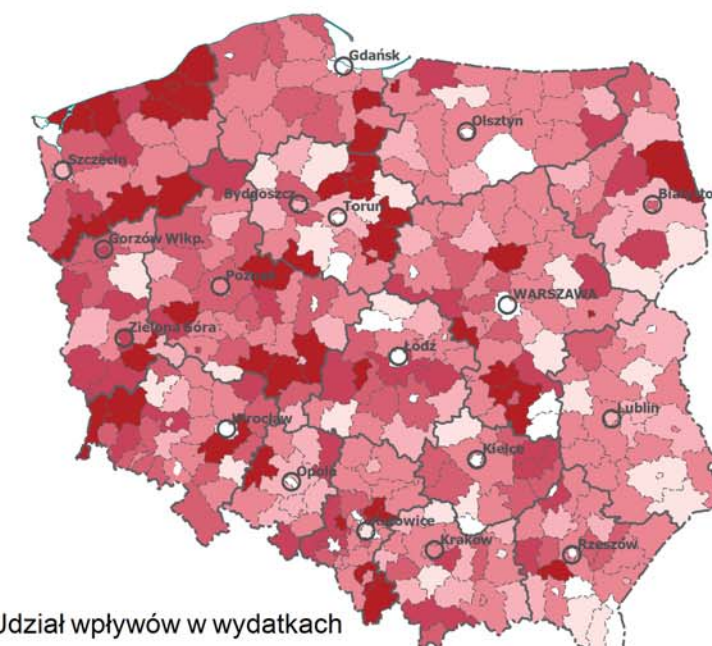 Gdańsk
Olsztyn
Szczecin
Bydgoszcz
Toruń
Gorzów Wlkp.
Poznań
WARSZAWA
Zielona Góra
Łódź
Wrocław
Lublin
Kielce
Opole
Kraków
Rzeszów
Udział wpływów w wydatkach